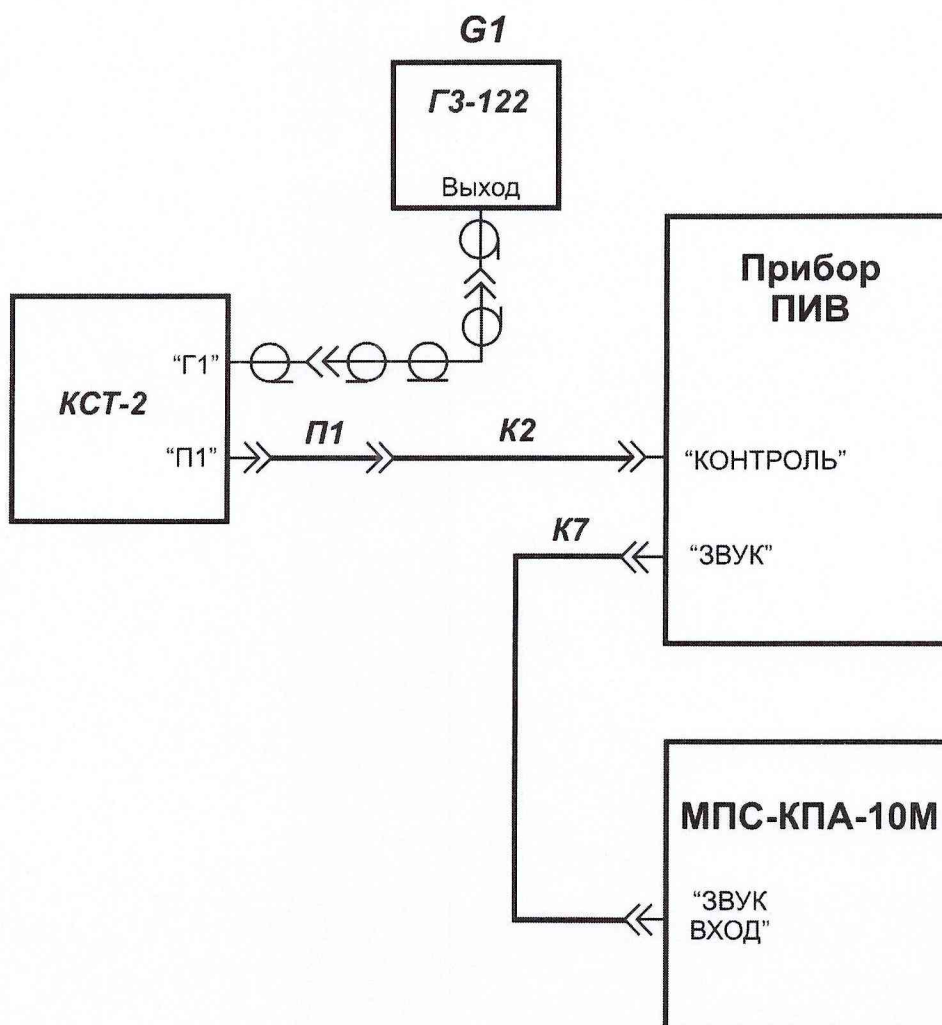 G1
Г3-122
Выход
Прибор
ПИВ
"Г1"
КСТ-2
"П1"
П1
К2
"КОНТРОЛЬ"
К7
"ЗВУК"
МПС-КПА-10М
"ЗВУК
ВХОД"